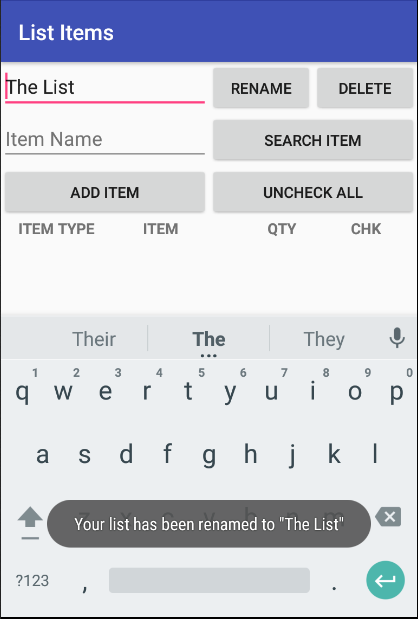 List Items
The List RENAME DELETE
Item Name SEARCH ITEM
ADD ITEM UNCHECK ALL
ITEM TYPE ITEM QTY CHK
Their The They
1 2 3 4 5 6 7 8 9 0
q w e r t y u i o p
a s d f g h j k l
Your list has been renamed to "The List"
?123 , .